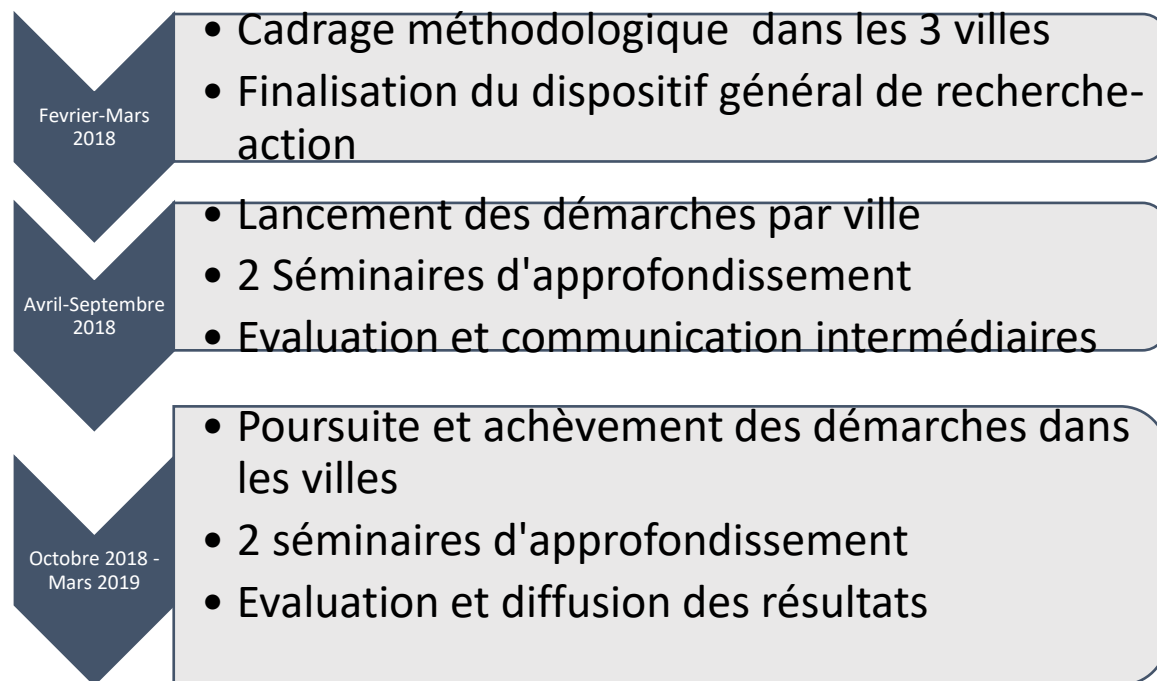 Fevrier-Mars
2018
• Cadrage méthodologique dans les 3 villes
• Finalisation du dispositif général de recherche-
action
Avril-Septembre
2018
• Lancement des démarches par ville
• 2 Séminaires d'approfondissement
• Evaluation et communication intermédiaires
Octobre 2018 -
Mars 2019
• Poursuite et achèvement des démarches dans
les villes
• 2 séminaires d'approfondissement
• Evaluation et diffusion des résultats